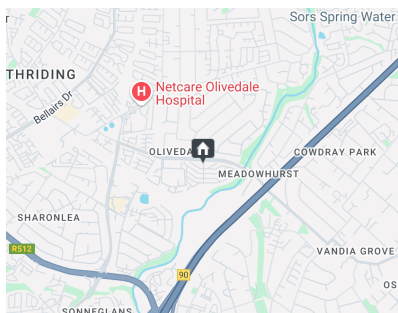 Sors Spring Water
THRIDING
Netcare Olivedale
Hospital
H
Bellairs Dr
OLIVEDA
COWDRAY PARK
MEADOWHURST
SHARONLEA
R512
VANDIA GROVE
90
OS
SONNEGLANS